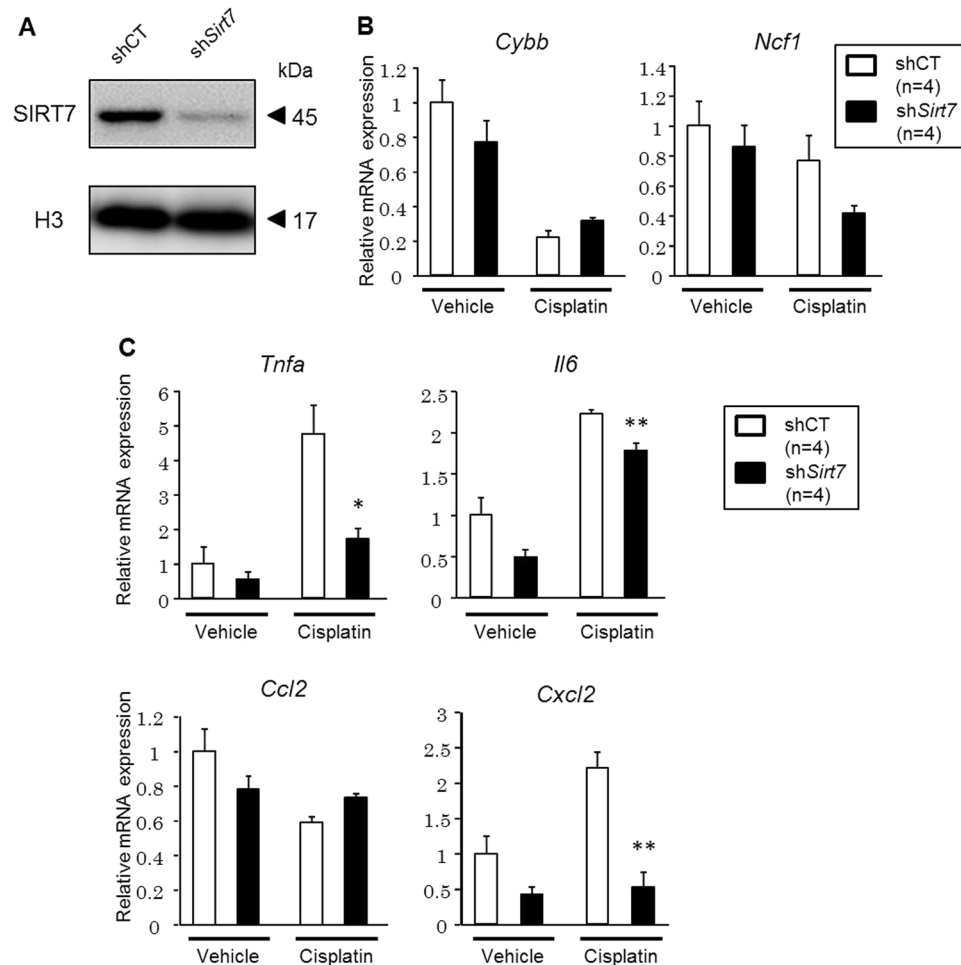 A
shCT
shSirt7
kDa
SIRT7
45
H3
17
B
Cybb
Relative mRNA expression
1.2
1
0.8
0.6
0.4
0.2
0
Vehicle
Cisplatin
Ncf1
1.4
1.2
1
0.8
0.6
0.4
0.2
0
Vehicle
Cisplatin
shCT
(n=4)
shSirt7
(n=4)
C
Tnfa
Relative mRNA expression
6
5
4
3
2
1
0
*
Vehicle
Cisplatin
Il6
2.5
2
1.5
1
0.5
0
**
Vehicle
Cisplatin
shCT
(n=4)
shSirt7
(n=4)
Ccl2
Relative mRNA expression
1.2
1
0.8
0.6
0.4
0.2
0
Vehicle
Cisplatin
Cxcl2
3
2.5
2
1.5
1
0.5
0
**
Vehicle
Cisplatin